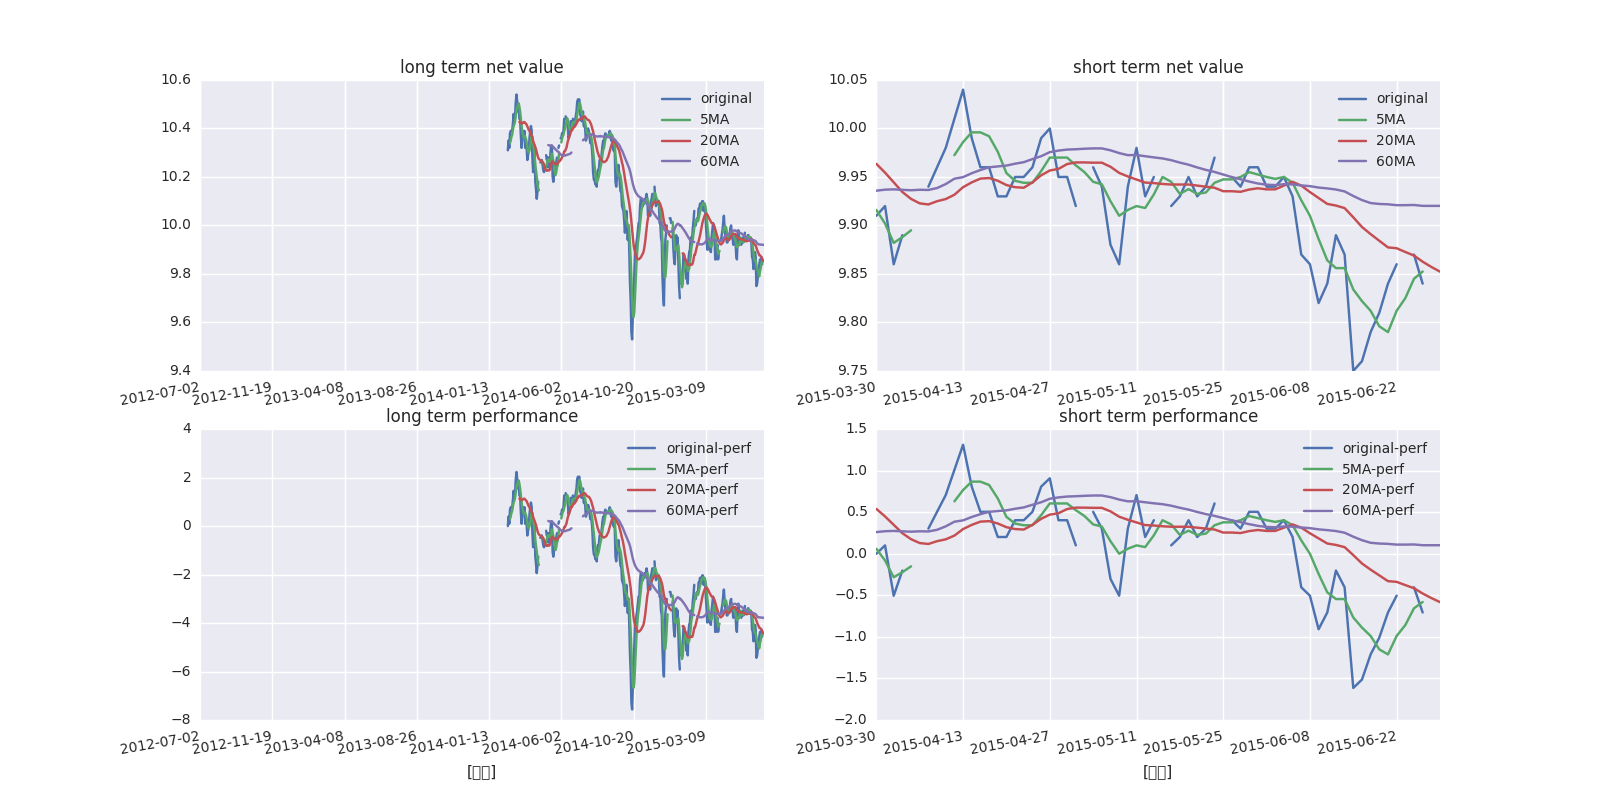 long term net value
10.6
10.4
10.2
10.0
9.8
9.6
9.4
original
5MA
20MA
60MA
2012-07-02
2012-11-19
2013-04-08
2013-08-26
2014-01-13
2014-06-02
2014-10-20
2015-03-09
short term net value
10.05
10.00
9.95
9.90
9.85
9.80
9.75
original
5MA
20MA
60MA
2015-03-30
2015-04-13
2015-04-27
2015-05-11
2015-05-25
2015-06-08
2015-06-22
long term performance
4
2
0
−2
−4
−6
−8
original-perf
5MA-perf
20MA-perf
60MA-perf
2012-07-02
2012-11-19
2013-04-08
2013-08-26
2014-01-13
2014-06-02
2014-10-20
2015-03-09
short term performance
1.5
1.0
0.5
0.0
−0.5
−1.0
−1.5
−2.0
original-perf
5MA-perf
20MA-perf
60MA-perf
2015-03-30
2015-04-13
2015-04-27
2015-05-11
2015-05-25
2015-06-08
2015-06-22